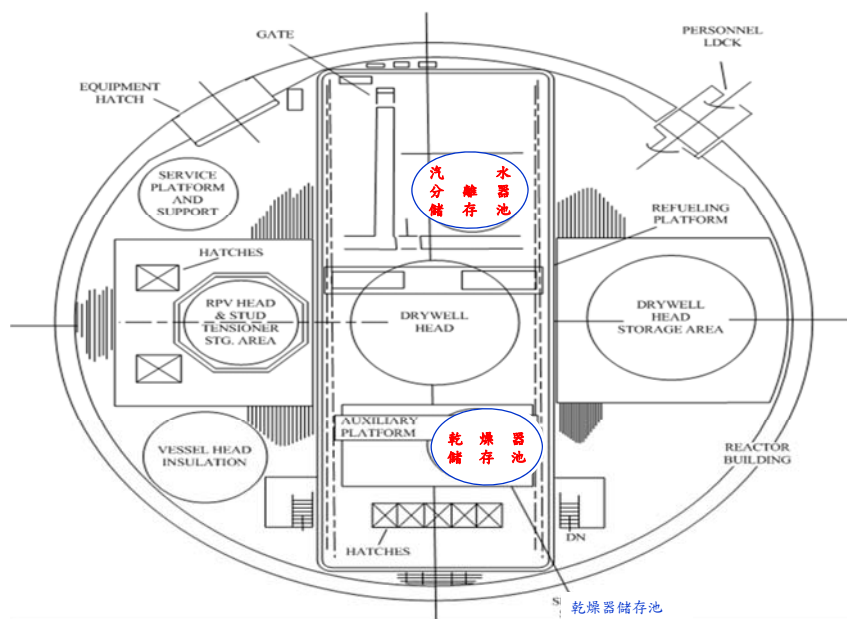 GATE
PERSONNEL
LDCK
EQUIPMENT
HATCH
汽 水
分 離 器
儲 存 池
SERVICE
PLATFORM
AND
SUPPORT
REFUELING
PLATFORM
HATCHES
RPV HEAD
& STUD
TENSIONER
STG. AREA
DRYWELL
HEAD
DRYWELL
HEAD
STORAGE AREA
AUXILIARY
PLATFORM
乾 燥 器
儲 存 池
VESSEL HEAD
INSULATION
REACTOR
BUILDING
DN
HATCHES
S
乾燥器儲存池